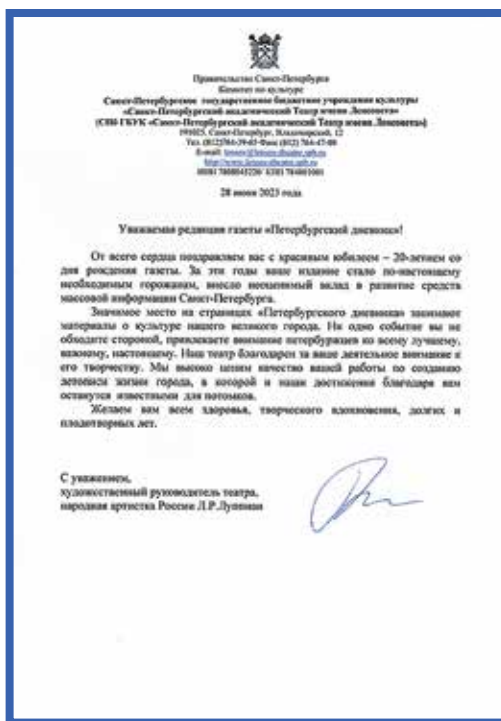 Правительство Санкт-Петербурга
Комитет по культуре
Санкт-Петербургское государственное бюджетное учреждение культуры
«Санкт-Петербургский академический Театр имени Ленсовета»
(СПб ГБУК «Санкт-Петербургский академический Театр имени Ленсовета»)
191025, Санкт-Петербург, Владимирский, 12
E-mail:
28 июня 2023 года
Уважаемая редакция газеты «Петербургский дневник»!
От всего сердца поздравляем вас с красивым юбилеем – 20-летием со
дня рождения газеты. За эти годы ваше издание стало по-настоящему
необходимым горожанам, внесло неоценимый вклад в развитие средств
массовой информации Санкт-Петербурга.
Значимое место на страницах «Петербургского дневника» занимают
материалы о культуре нашего великого города. Ни одно событие вы не
обходите стороной, привлекаете внимание петербуржцев ко всему лучшему,
важному, настоящему. Наш театр благодарен за ваше деятельное внимание к
его творчеству. Мы высоко ценим качество вашей работы по созданию
летописи жизни города, в которой и наши достижения благодаря вам
останутся известными для потомков.
Желаем вам всем здоровья, творческого вдохновения, долгих и
плодотворных лет.
С уважением,
художественный руководитель театра,
народная артистка России Л.Р.Луппиан